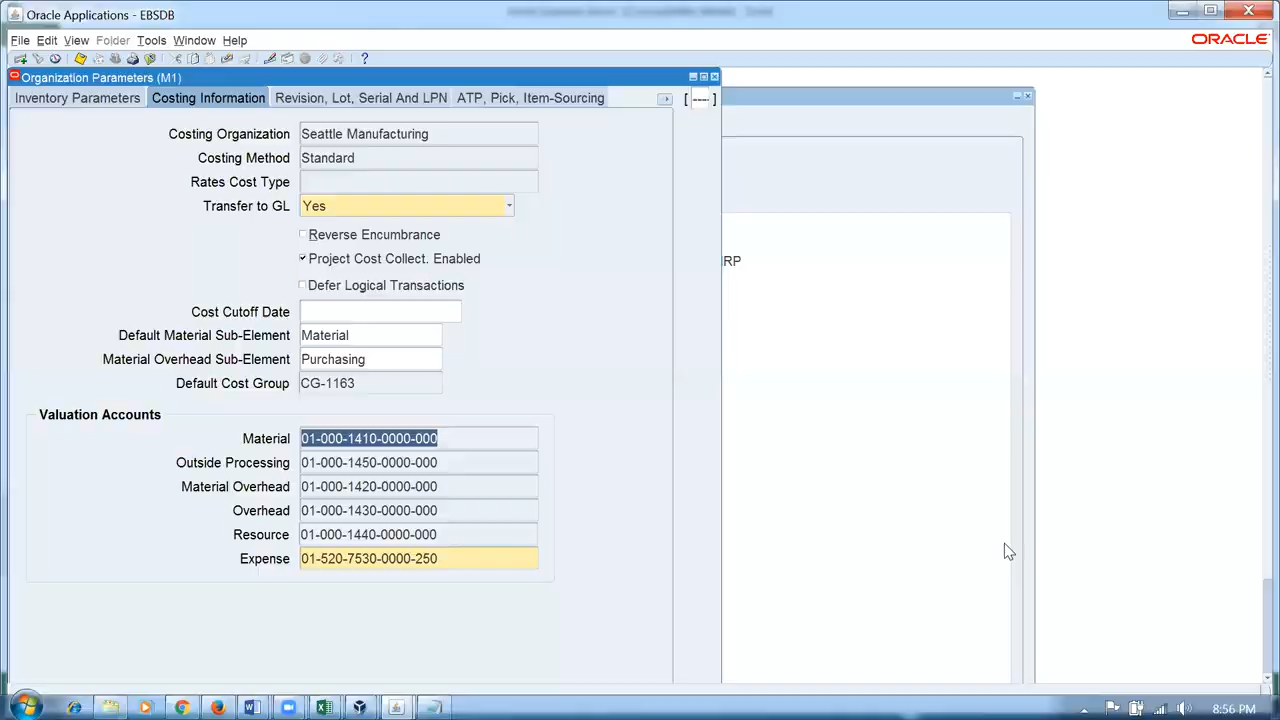 Oracle Applications - EBSDB
File Edit View Folder Tools Window Help
ORACLE
Organization Parameters (M1)
Inventory Parameters Costing Information Revision, Lot, Serial And LPN ATP, Pick, Item-Sourcing
Costing Organization Seattle Manufacturing
Costing Method Standard
Rates Cost Type
Transfer to GL Yes
Reverse Encumbrance
Project Cost Collect. Enabled
RP
Defer Logical Transactions
Cost Cutoff Date
Default Material Sub-Element Material
Material Overhead Sub-Element Purchasing
Default Cost Group CG-1163
Valuation Accounts
Material 01-000-1410-0000-000
Outside Processing 01-000-1450-0000-000
Material Overhead 01-000-1420-0000-000
Overhead 01-000-1430-0000-000
Resource 01-000-1440-0000-000
Expense 01-520-7530-0000-250
8:56 PM